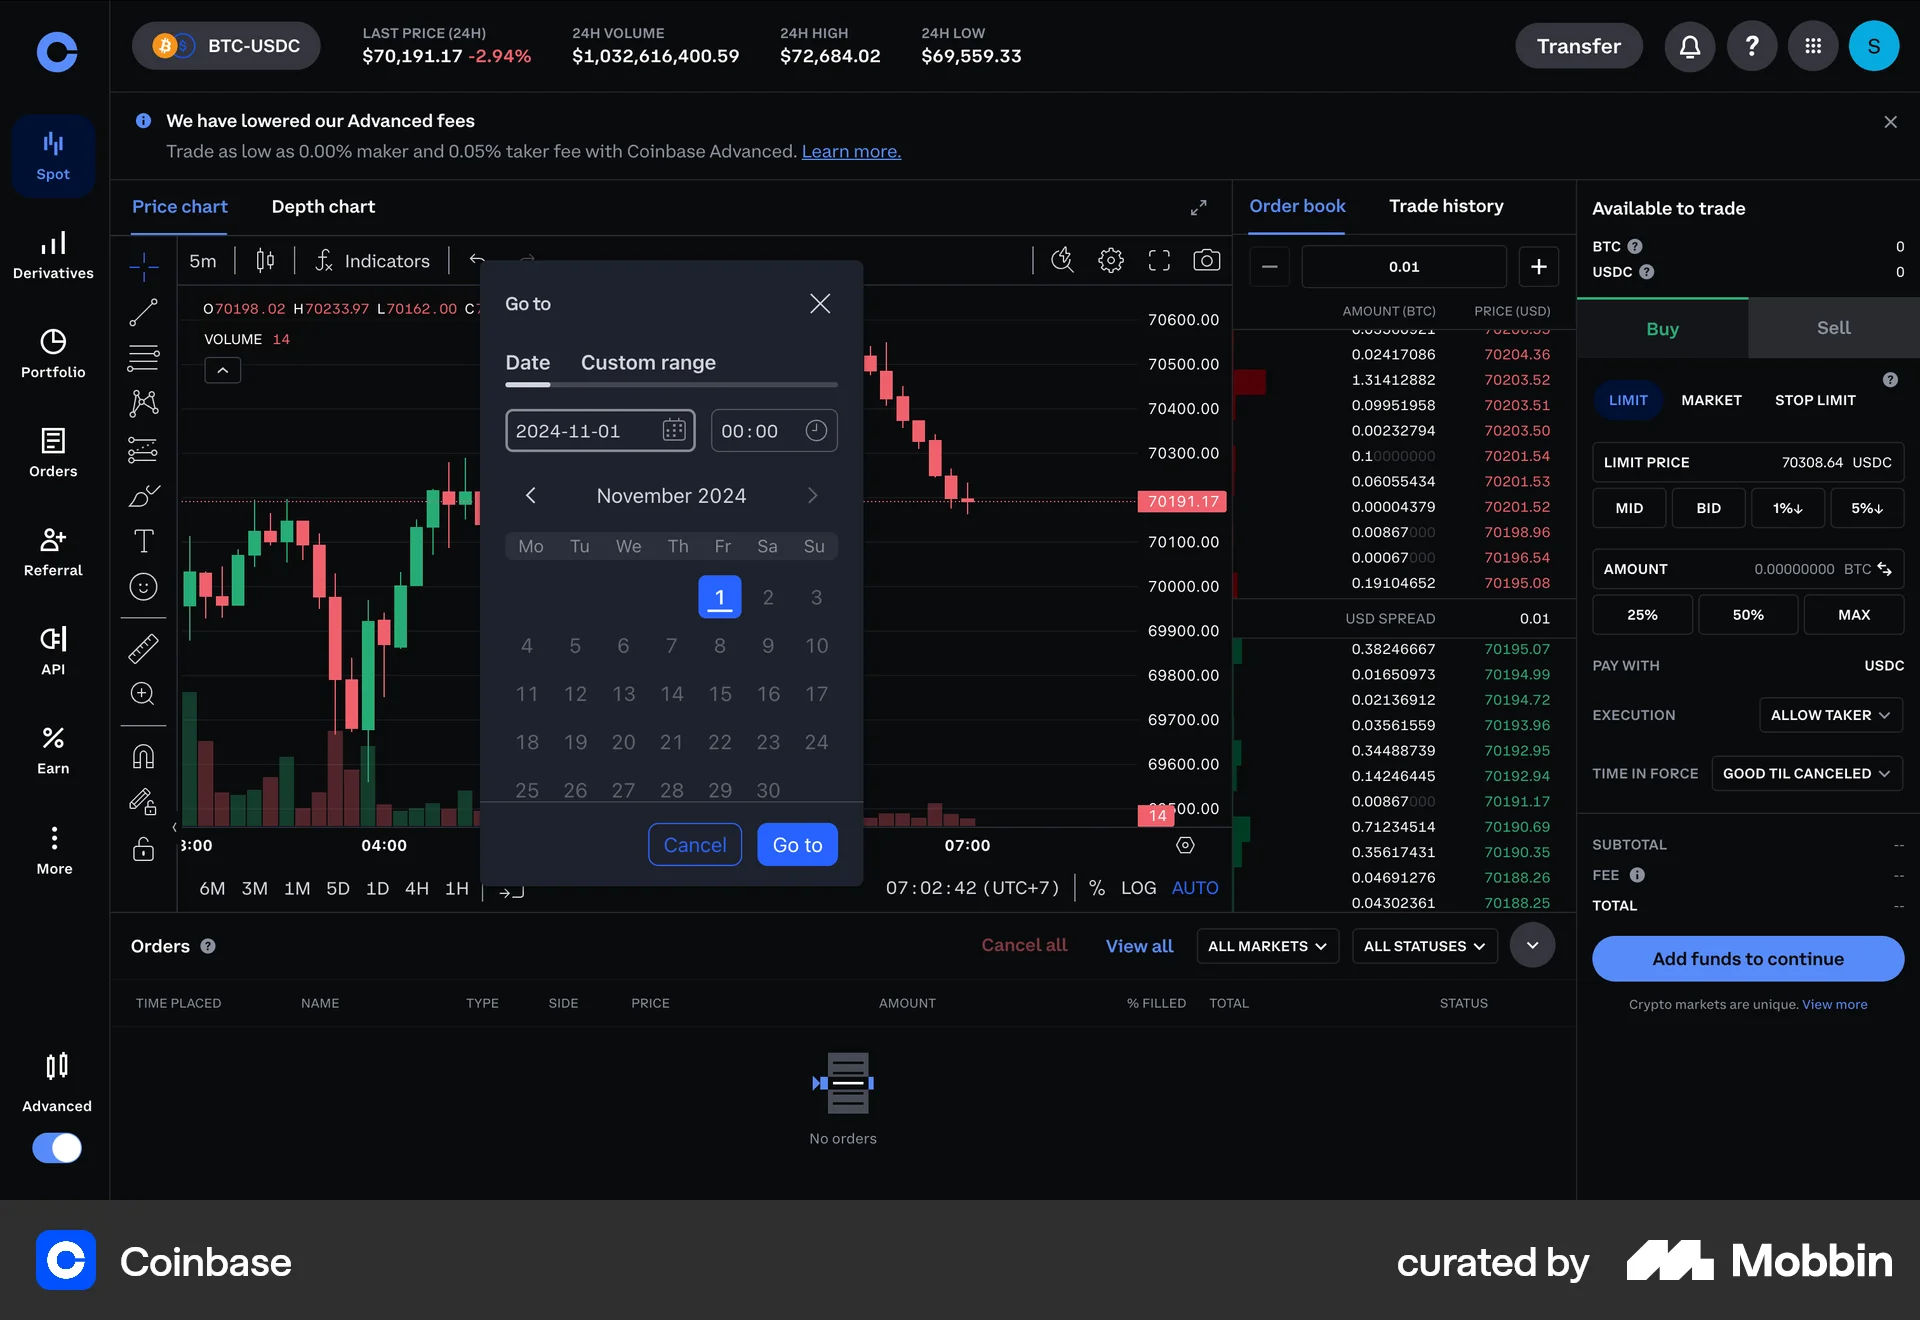 BTC-USDC
LAST PRICE (24H)
$70,191.17 -2.94%
24H VOLUME
$1,032,616,400.59
24H HIGH
$72,684.02
24H LOW
$69,559.33
Transfer
S
We have lowered our Advanced fees
Trade as low as 0.00% maker and 0.05% taker fee with Coinbase Advanced. Learn more.
Spot
Derivatives
Portfolio
Orders
Referral
API
Earn
More
Advanced
Price chart
Depth chart
5m
Indicators
O70198.02 H70233.97 L70162.00 C
VOLUME 14
70600.00
70500.00
70400.00
70300.00
70191.17
70100.00
70000.00
69900.00
69800.00
69700.00
69600.00
14
3:00
04:00
07:00
6M 3M 1M 5D 1D 4H 1H
07:02:42 (UTC+7)
% LOG AUTO
Go to
Date
Custom range
2024-11-01
00:00
November 2024
Mo Tu We Th Fr Sa Su
1 2 3
4 5 6 7 8 9 10
11 12 13 14 15 16 17
18 19 20 21 22 23 24
25 26 27 28 29 30
Cancel
Go to
Order book
Trade history
0.01
AMOUNT (BTC) PRICE (USD)
0.02417086 70204.36
1.31412882 70203.52
0.09951958 70203.51
0.00232794 70203.50
0.10000000 70201.54
0.06055434 70201.53
0.00004379 70201.52
0.00867000 70198.96
0.00067000 70196.54
0.19104652 70195.08
USD SPREAD 0.01
0.38246667 70195.07
0.01650973 70194.99
0.02136912 70194.72
0.03561559 70193.96
0.34488739 70192.95
0.14246445 70192.94
0.00867000 70191.17
0.71234514 70190.69
0.35617431 70190.35
0.04691276 70188.26
0.04302361 70188.25
Available to trade
BTC 0
USDC 0
Buy
Sell
LIMIT
MARKET
STOP LIMIT
LIMIT PRICE 70308.64 USDC
MID
BID
1%↓
5%↓
AMOUNT 0.00000000 BTC
25%
50%
MAX
PAY WITH USDC
EXECUTION ALLOW TAKER
TIME IN FORCE GOOD TIL CANCELED
SUBTOTAL --
FEE --
TOTAL --
Add funds to continue
Crypto markets are unique. View more
Orders
Cancel all
View all
ALL MARKETS
ALL STATUSES
TIME PLACED NAME TYPE SIDE PRICE AMOUNT % FILLED TOTAL STATUS
No orders
Coinbase
curated by
Mobbin